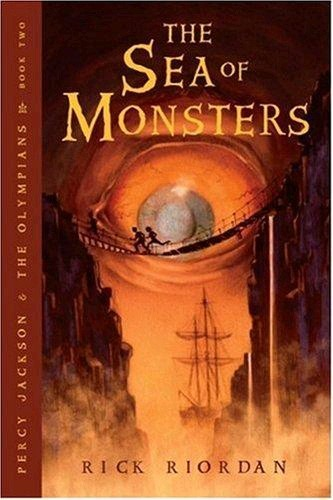 THE
SEA OF
MONSTERS
PERCY JACKSON & THE OLYMPIANS BOOK TWO
RICK RIORDAN